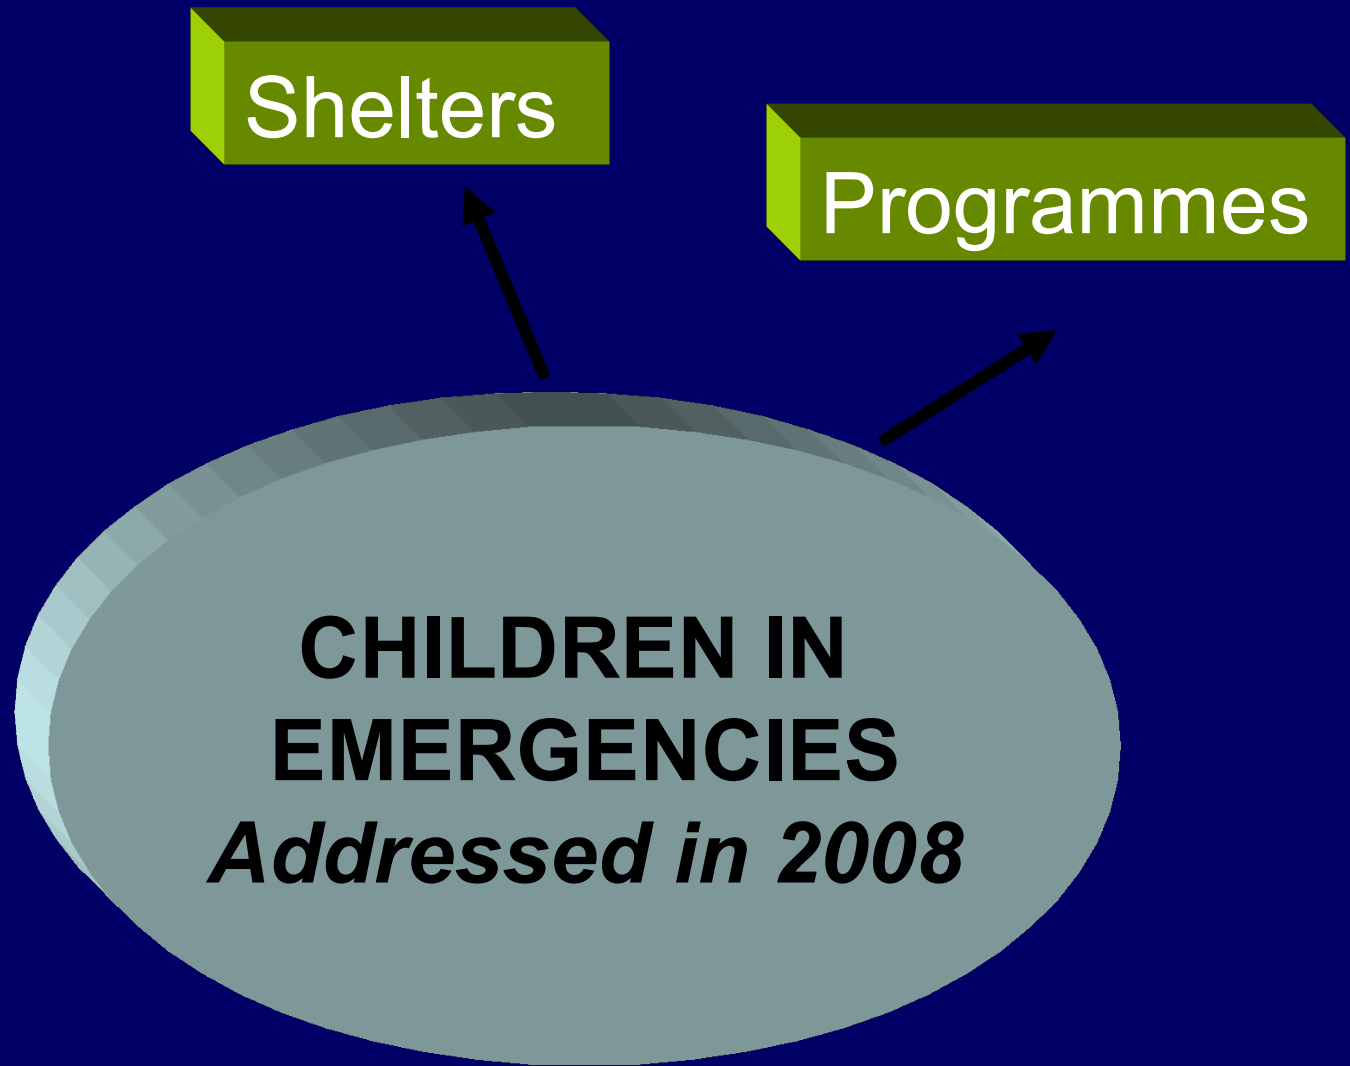 Shelters
Programmes
CHILDREN IN
EMERGENCIES
Addressed in 2008